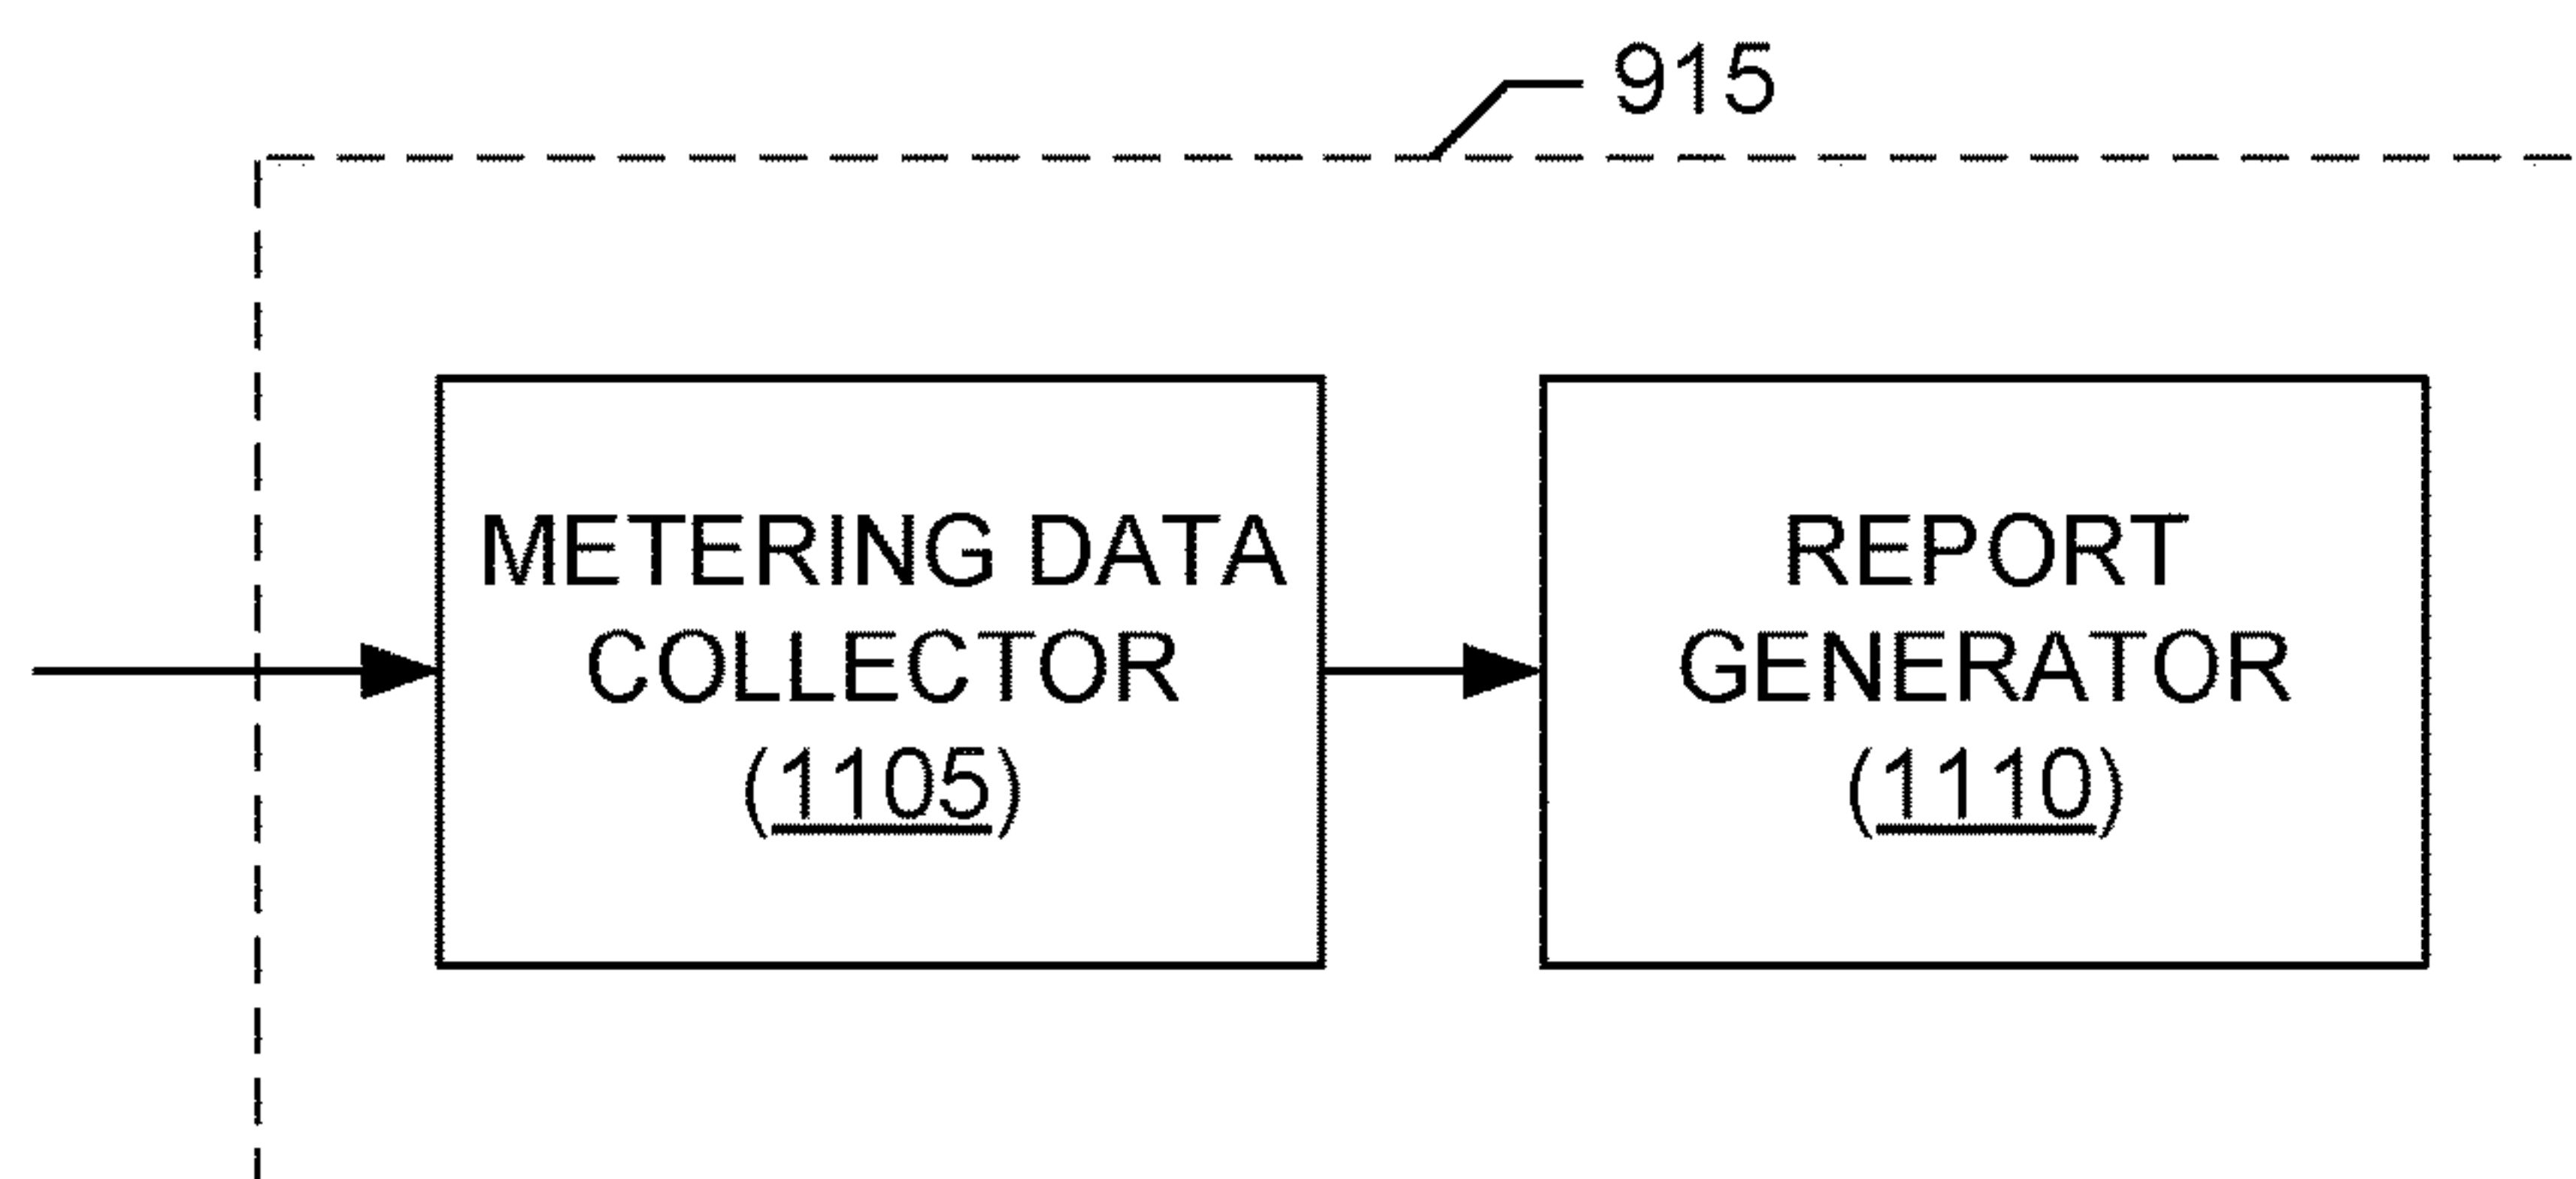 915
METERING DATA
COLLECTOR
(1105)
REPORT
GENERATOR
(1110)